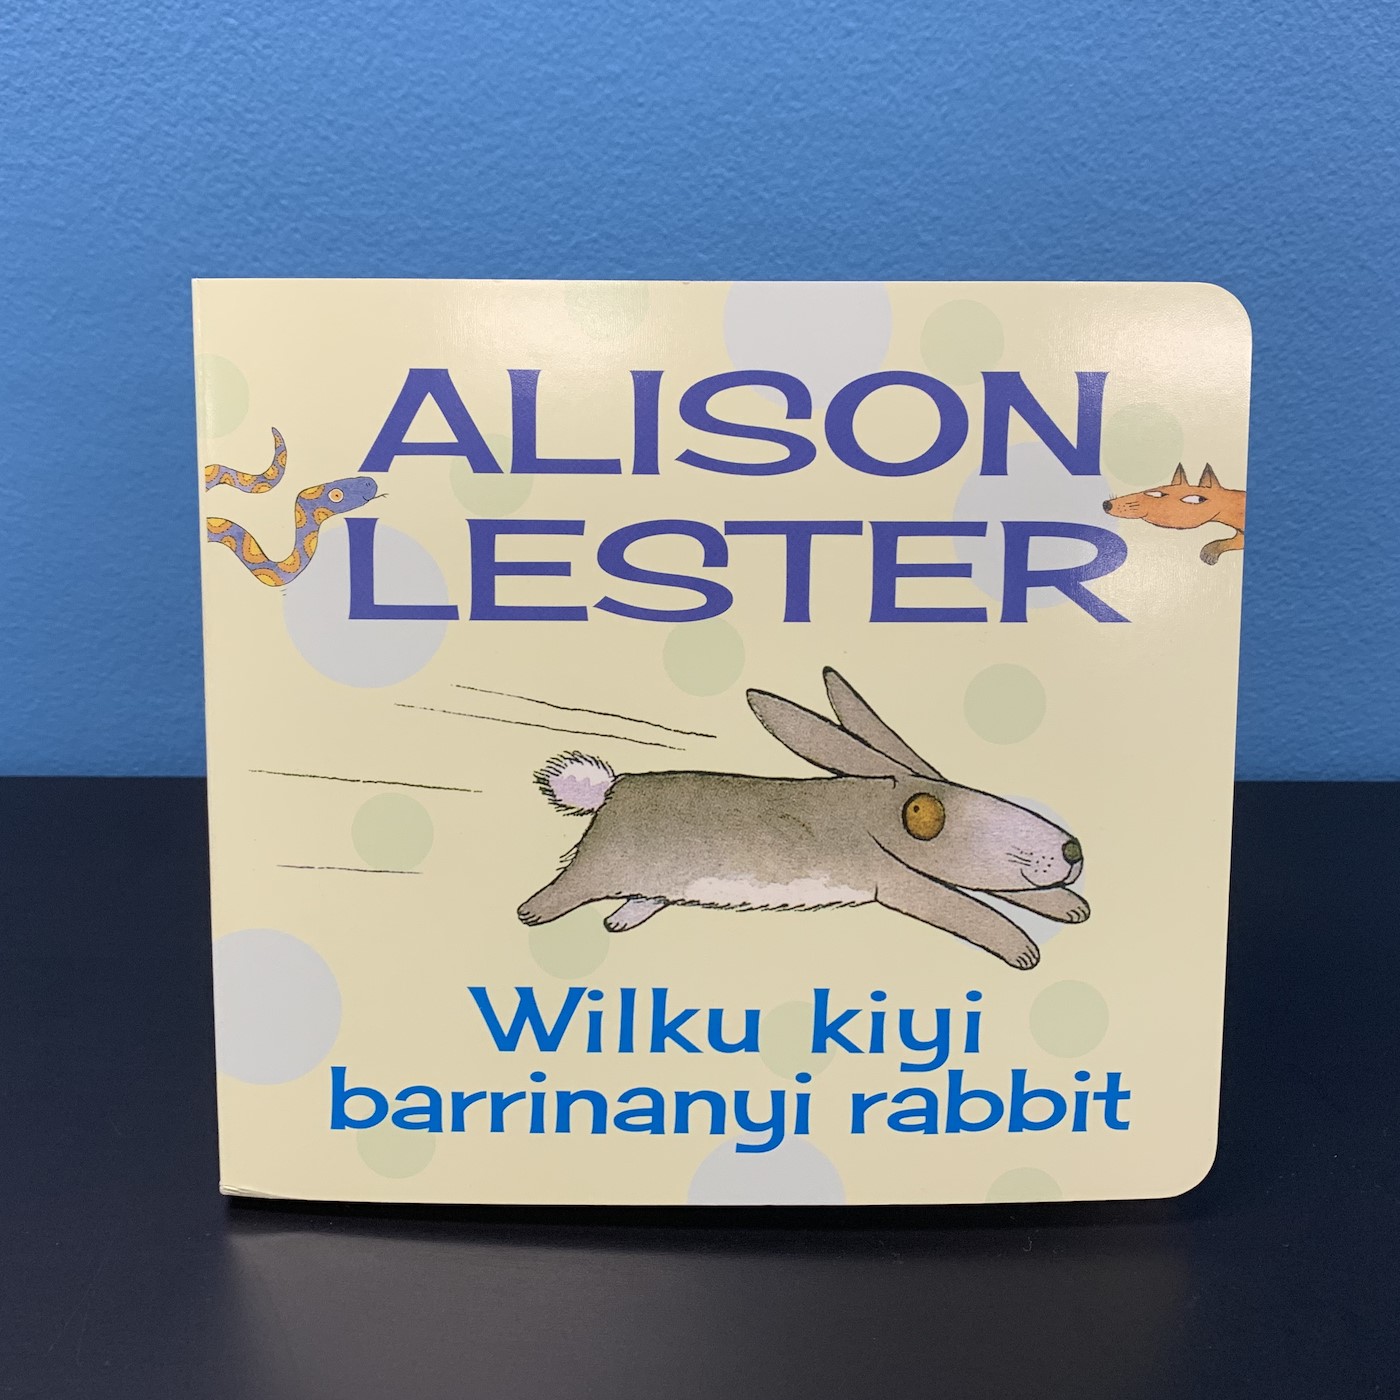 ALISON
LESTER
Wilku kiyi
barrinanyi rabbit